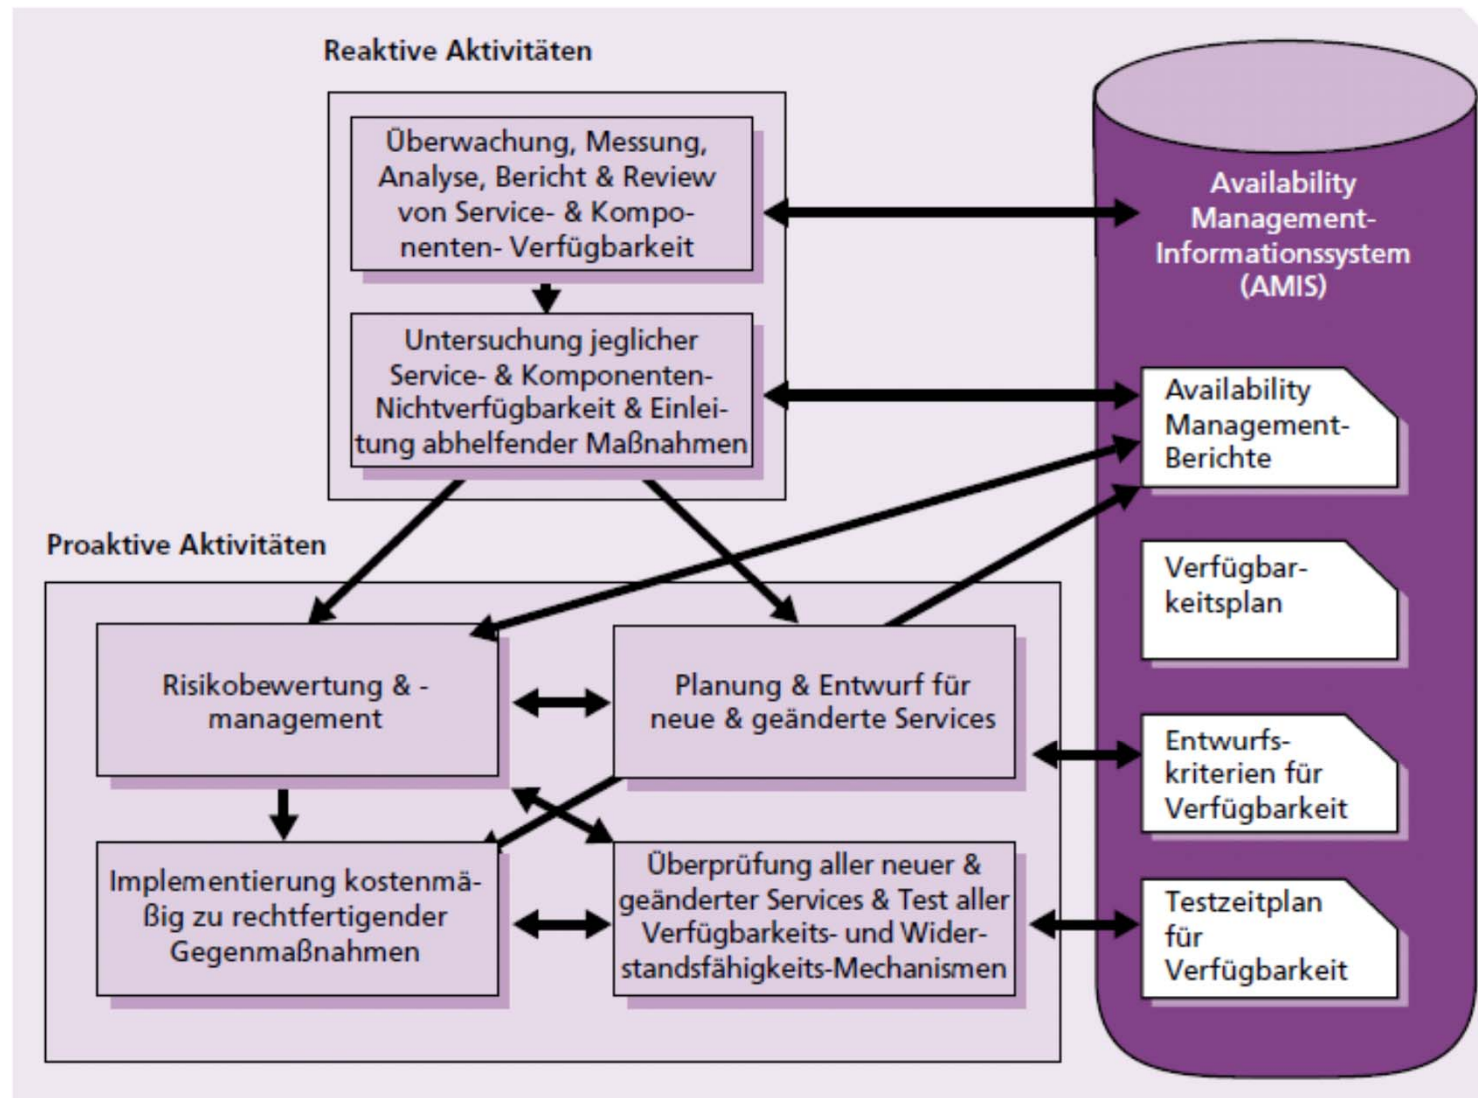 Reaktive Aktivitäten
Überwachung, Messung,
Analyse, Bericht & Review
von Service- & Kompo-
nenten- Verfügbarkeit
Untersuchung jeglicher
Service- & Komponenten-
Nichtverfügbarkeit & Einlei-
tung abhelfender Maßnahmen
Proaktive Aktivitäten
Risikobewertung & -
management
Planung & Entwurf für
neue & geänderte Services
Implementierung kostenmä-
ßig zu rechtfertigender
Gegenmaßnahmen
Überprüfung aller neuer &
geänderter Services & Test aller
Verfügbarkeits- und Wider-
standsfähigkeits-Mechanismen
Availability
Management-
Informationssystem
(AMIS)
Availability
Management-
Berichte
Verfügbar-
keitsplan
Entwurfs-
kriterien für
Verfügbarkeit
Testzeitplan
für
Verfügbarkeit